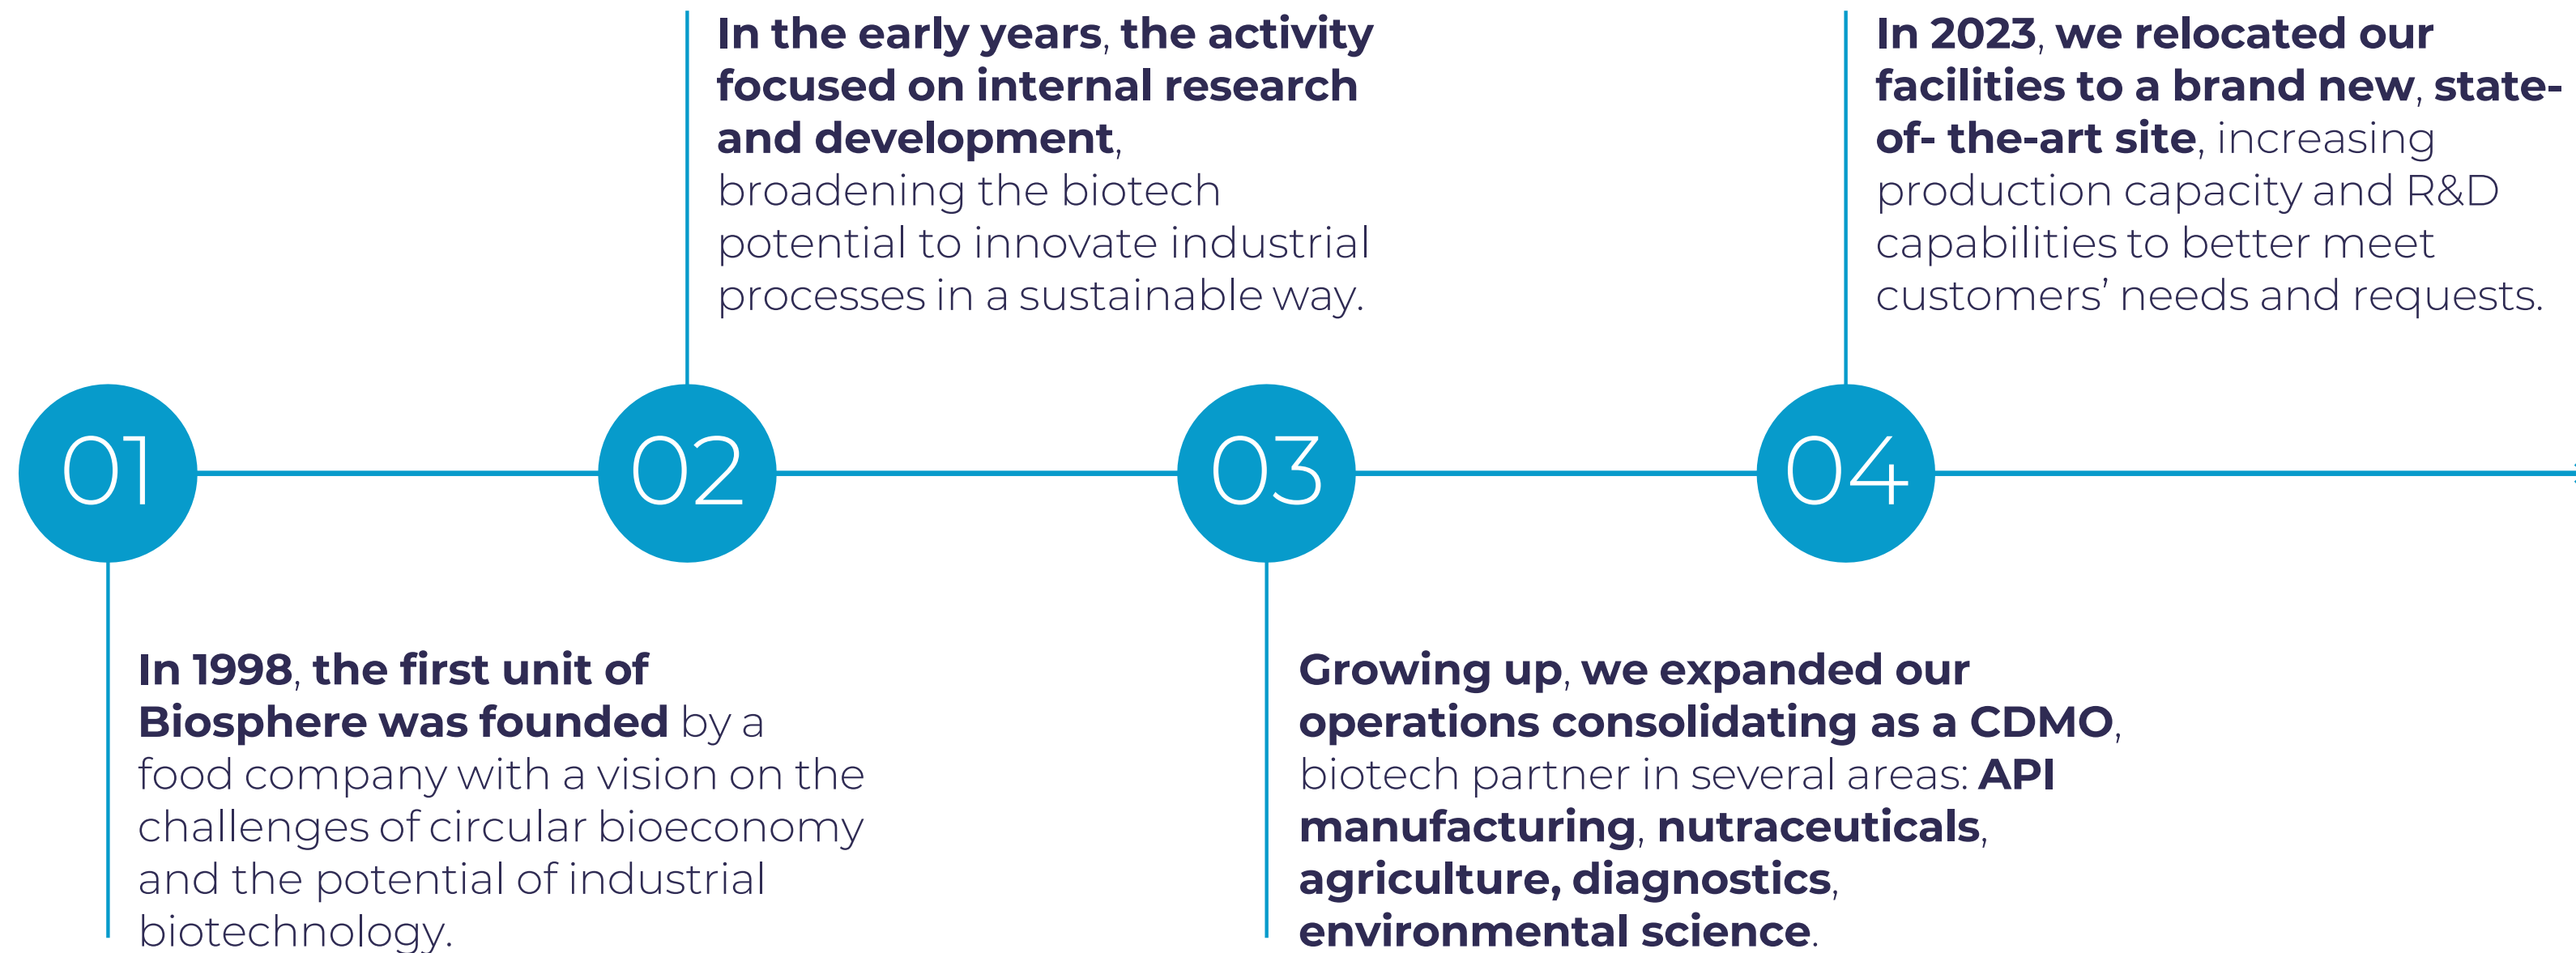 In the early years, the activity
focused on internal research
and development,
broadening the biotech
potential to innovate industrial
processes in a sustainable way.
In 2023, we relocated our
facilities to a brand new, state-
of- the-art site, increasing
production capacity and R&D
capabilities to better meet
customers’ needs and requests.
01
02
03
04
In 1998, the first unit of
Biosphere was founded by a
food company with a vision on the
challenges of circular bioeconomy
and the potential of industrial
biotechnology.
Growing up, we expanded our
operations consolidating as a CDMO,
biotech partner in several areas: API
manufacturing, nutraceuticals,
agriculture, diagnostics,
environmental science.